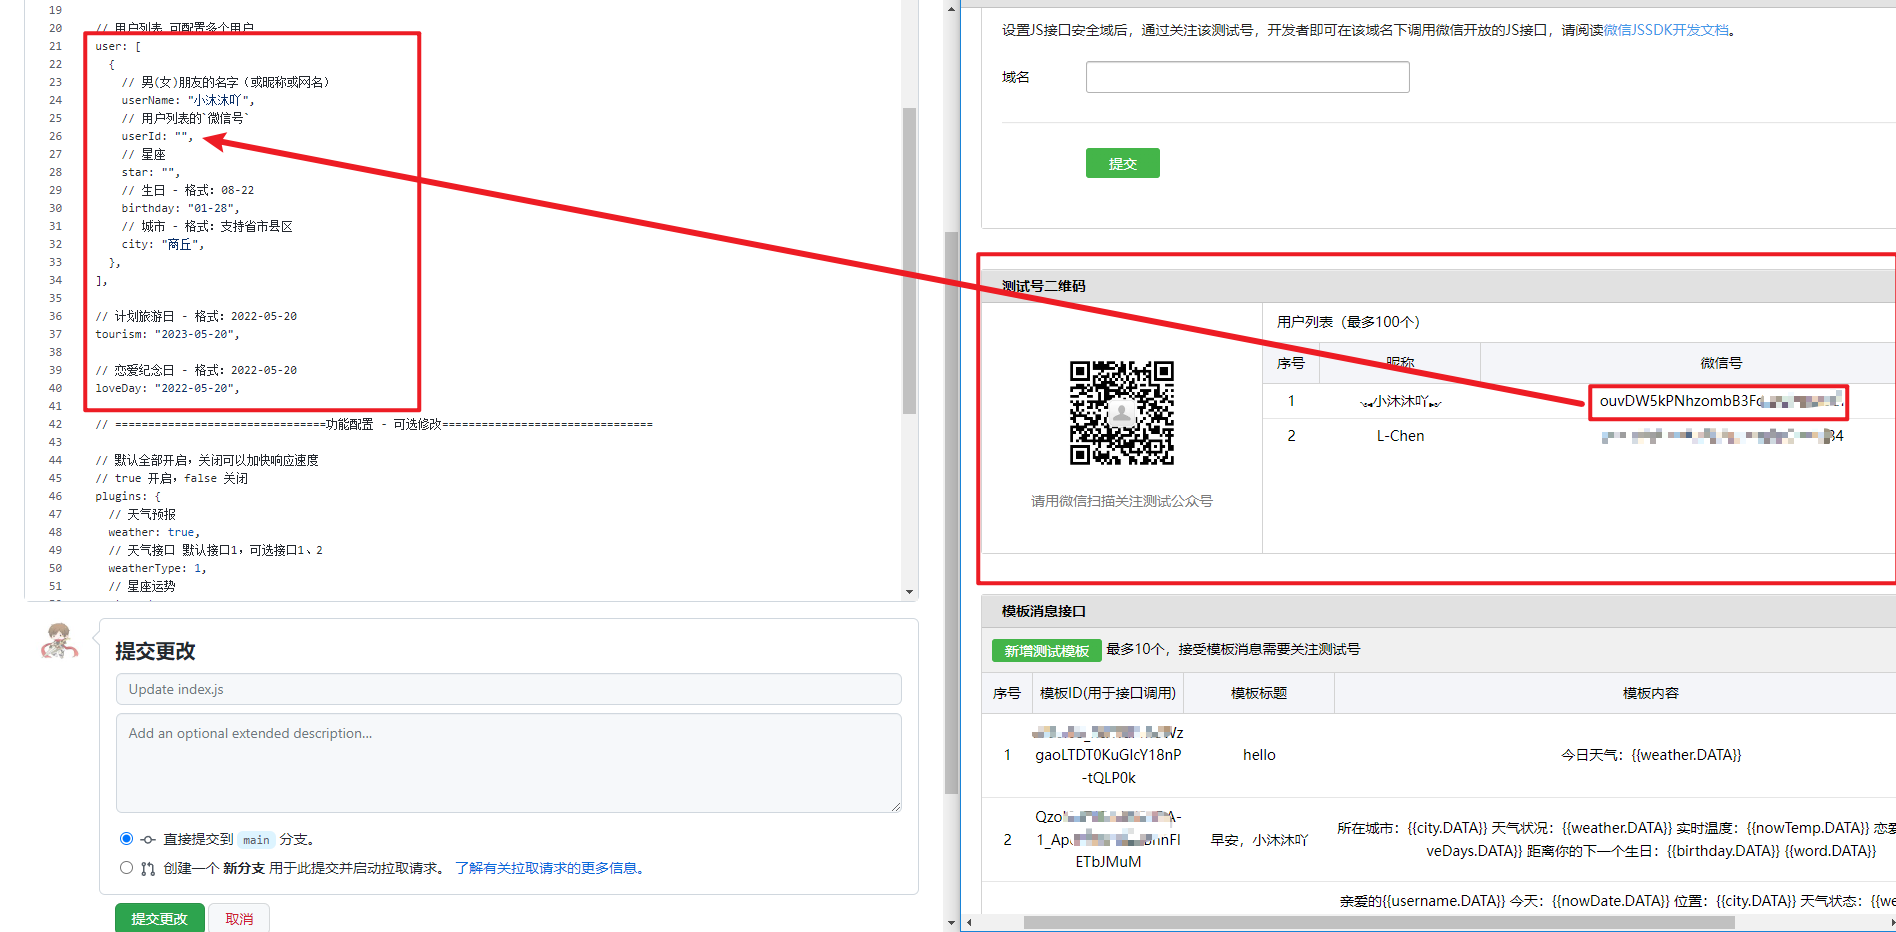 19
20 // 用户列表 可配置多个用户
21 user: [
22 {
23 // 男(女)朋友的名字（或昵称或网名）
24 userName: "小沐沐吖",
25 // 用户列表的`微信号`
26 userId: "",
27 // 星座
28 star: "",
29 // 生日 - 格式：08-22
30 birthday: "01-28",
31 // 城市 - 格式：支持省市县区
32 city: "商丘",
33 },
34 ],
35
36 // 计划旅游日 - 格式：2022-05-20
37 tourism: "2023-05-20",
38
39 // 恋爱纪念日 - 格式：2022-05-20
40 loveDay: "2022-05-20",
41
42 // ================================功能配置 - 可选修改================================
43
44 // 默认全部开启，关闭可以加快响应速度
45 // true 开启，false 关闭
46 plugins: {
47 // 天气预报
48 weather: true,
49 // 天气接口 默认接口1，可选接口1、2
50 weatherType: 1,
51 // 星座运势
提交更改
Update index.js
Add an optional extended description...
直接提交到 main 分支。
创建一个 新分支 用于此提交并启动拉取请求。 了解有关拉取请求的更多信息。
提交更改 取消
设置JS接口安全域后，通过关注该测试号，开发者即可在该域名下调用微信开放的JS接口，请阅读微信JSSDK开发文档。
域名
提交
测试号二维码
请用微信扫描关注测试公众号
用户列表（最多100个）
序号 昵称 微信号
1 小沐沐吖 ouvDW5kPNhzombB3F
2 L-Chen 34
模板消息接口
新增测试模板 最多10个，接受模板消息需要关注测试号
序号 模板ID(用于接口调用) 模板标题 模板内容
1 gaoLTDT0KuGlcY18nP-tQLP0k hello 今日天气：{{weather.DATA}}
2 Qzo A-
1_Ap nnFl
ETbJMuM
早安，小沐沐吖
所在城市：{{city.DATA}} 天气状况：{{weather.DATA}} 实时温度：{{nowTemp.DATA}} 恋爱
veDays.DATA}} 距离你的下一个生日：{{birthday.DATA}} {{word.DATA}}
亲爱的{{username.DATA}} 今天：{{nowDate.DATA}} 位置：{{city.DATA}} 天气状态：{{we